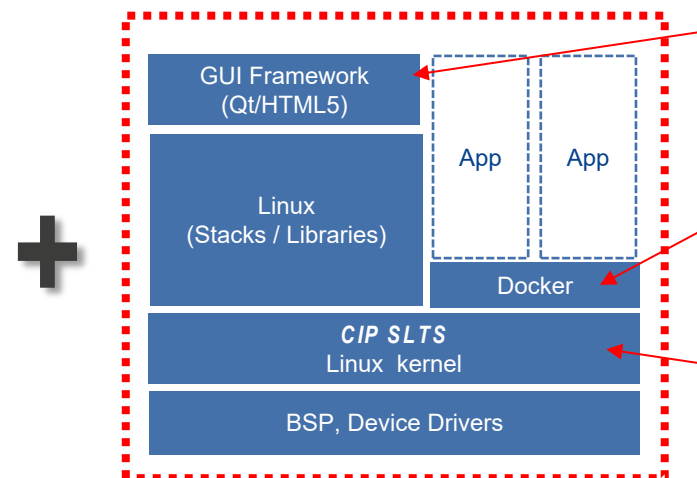 GUI Framework
(Qt/HTML5)
App
App
Linux
(Stacks / Libraries)
Docker
CIP SLTS
Linux kernel
BSP, Device Drivers